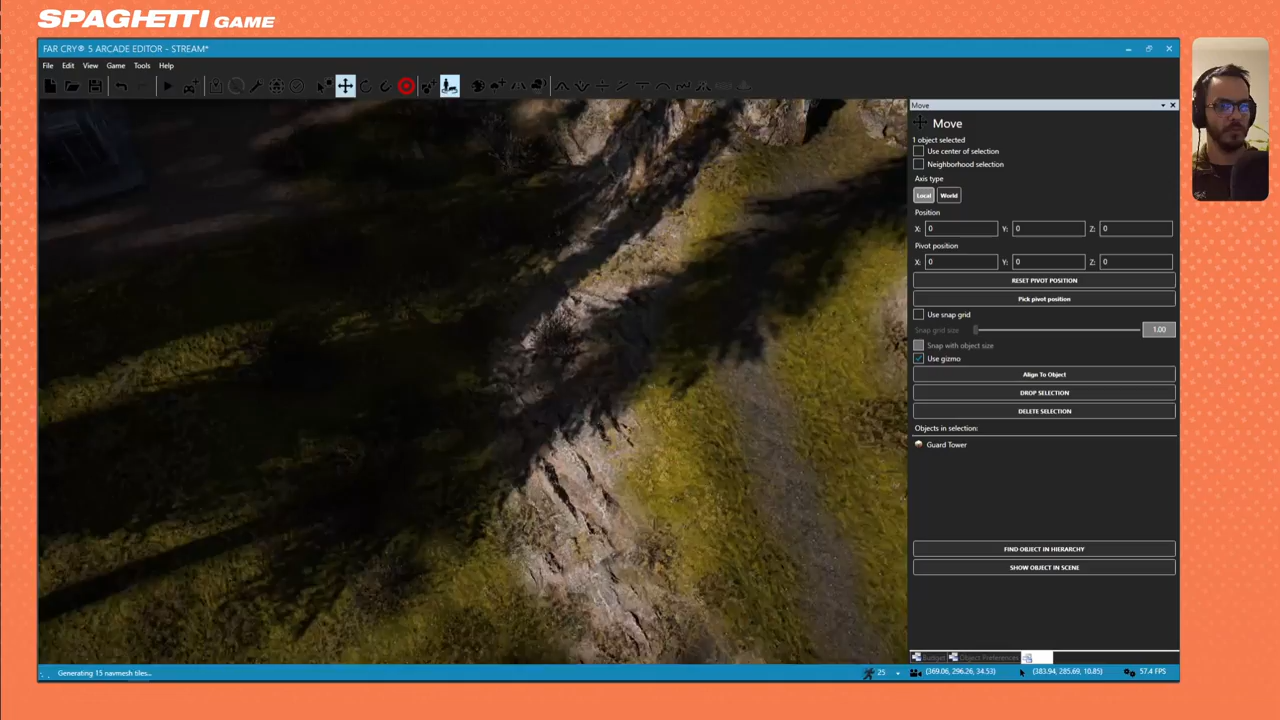 SPAGHETTI GAME
FAR CRY® 5 ARCADE EDITOR - STREAM*
File Edit View Game Tools Help
Move
Move
1 object selected
Use center of selection
Neighborhood selection
Axis type
Local World
Position
X: 0 Y: 0 Z: 0
Pivot position
X: 0 Y: 0 Z: 0
RESET PIVOT POSITION
Pick pivot position
Use snap grid
Snap grid size 1.00
Snap with object size
Use gizmo
Align To Object
DROP SELECTION
DELETE SELECTION
Objects in selection:
Guard Tower
FIND OBJECT IN HIERARCHY
SHOW OBJECT IN SCENE
Budget Object Preferences
Generating 15 navmesh tiles... 25 (369.06, 296.26, 34.53) (383.94, 285.69, 10.85) 57.4 FPS